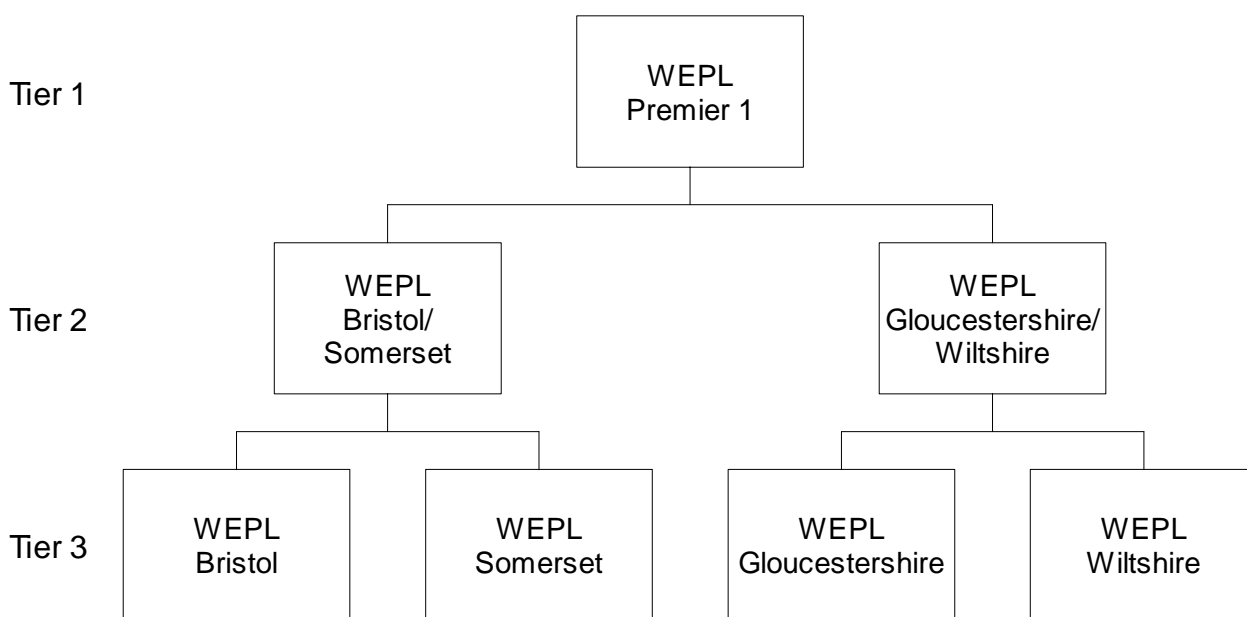 Tier 1
WEPL
Premier 1
Tier 2
WEPL
Bristol/
Somerset
WEPL
Gloucestershire/
Wiltshire
Tier 3
WEPL
Bristol
WEPL
Somerset
WEPL
Gloucestershire
WEPL
Wiltshire